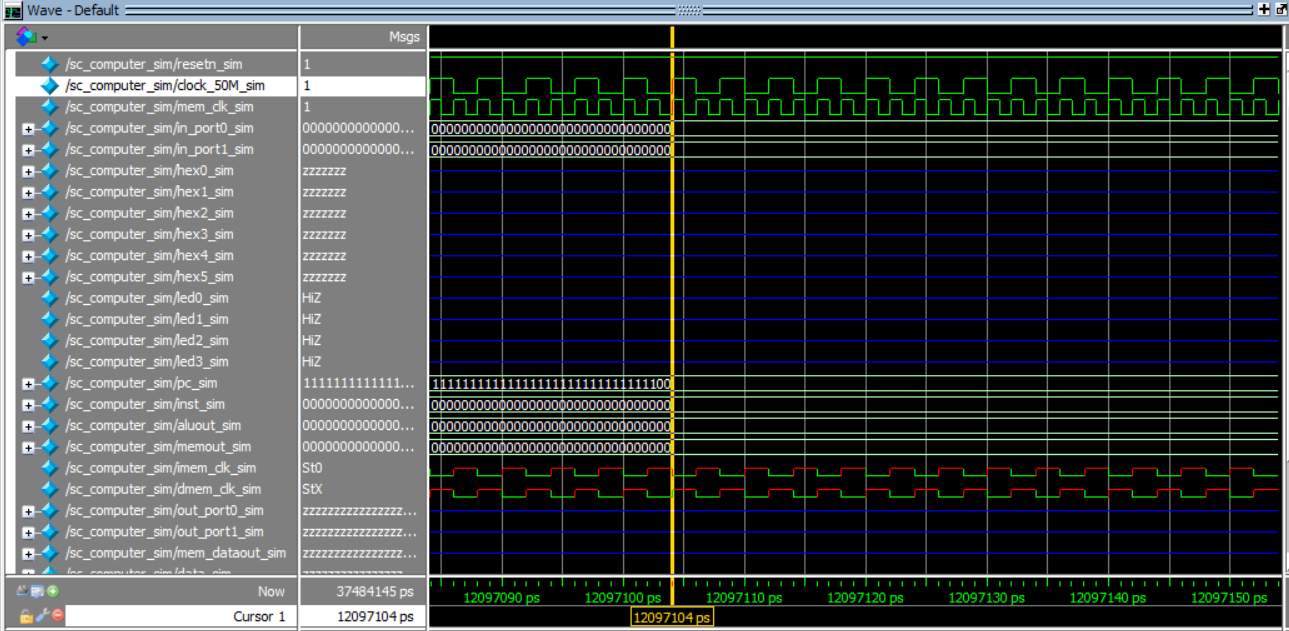 Wave - Default
Msgs
/sc_computer_sim/resetn_sim 1
/sc_computer_sim/clock_50M_sim 1
/sc_computer_sim/mem_clk_sim 1
/sc_computer_sim/in_port0_sim 0000000000000... 00000000000000000000000000000000
/sc_computer_sim/in_port1_sim 0000000000000... 00000000000000000000000000000000
/sc_computer_sim/hex0_sim zzzzzzz
/sc_computer_sim/hex1_sim zzzzzzz
/sc_computer_sim/hex2_sim zzzzzzz
/sc_computer_sim/hex3_sim zzzzzzz
/sc_computer_sim/hex4_sim zzzzzzz
/sc_computer_sim/hex5_sim zzzzzzz
/sc_computer_sim/led0_sim HiZ
/sc_computer_sim/led1_sim HiZ
/sc_computer_sim/led2_sim HiZ
/sc_computer_sim/led3_sim HiZ
/sc_computer_sim/pc_sim 1111111111111... 11111111111111111111111111111100
/sc_computer_sim/inst_sim 0000000000000... 00000000000000000000000000000000
/sc_computer_sim/aluout_sim 0000000000000... 00000000000000000000000000000000
/sc_computer_sim/memout_sim 0000000000000... 00000000000000000000000000000000
/sc_computer_sim/imem_clk_sim St0
/sc_computer_sim/dmem_clk_sim StX
/sc_computer_sim/out_port0_sim zzzzzzzzzzzzzzzz...
/sc_computer_sim/out_port1_sim zzzzzzzzzzzzzzzz...
/sc_computer_sim/mem_dataout_sim zzzzzzzzzzzzzzzz...
Now 37484145 ps
12097090 ps 12097100 ps 12097110 ps 12097120 ps 12097130 ps 12097140 ps 12097150 ps
Cursor 1 12097104 ps 12097104 ps